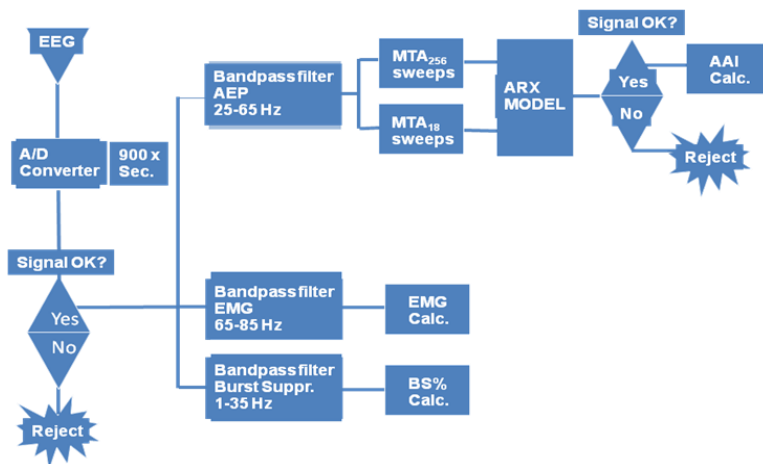 EEG
A/D
Converter
900 x
Sec.
Signal OK?
Yes
No
Reject
Bandpass filter
AEP
25-65 Hz
MTA256
sweeps
MTA18
sweeps
ARX
MODEL
Signal OK?
Yes
No
AAI
Calc.
Reject
Bandpass filter
EMG
65-85 Hz
EMG
Calc.
Bandpass filter
Burst Suppr.
1-35 Hz
BS%
Calc.